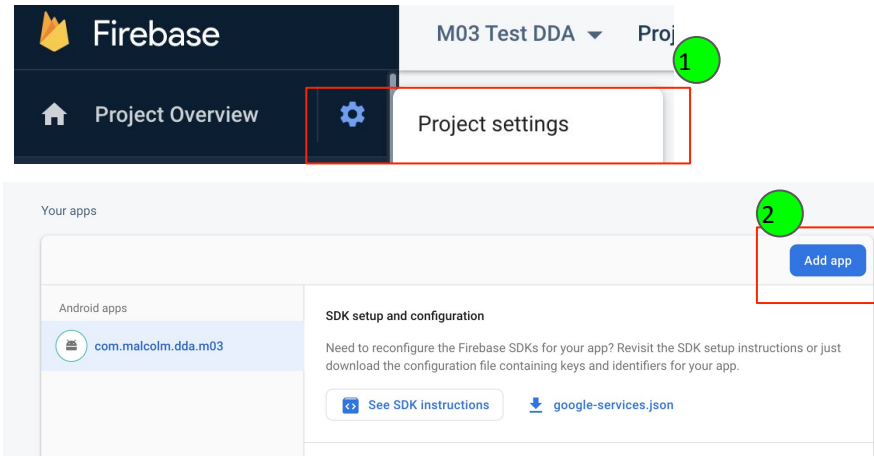 Firebase
M03 Test DDA
Proj
1
Project Overview
Project settings
Your apps
2
Add app
Android apps
com.malcolm.dda.m03
SDK setup and configuration
Need to reconfigure the Firebase SDKs for your app? Revisit the SDK setup instructions or just
download the configuration file containing keys and identifiers for your app.
See SDK instructions
google-services.json